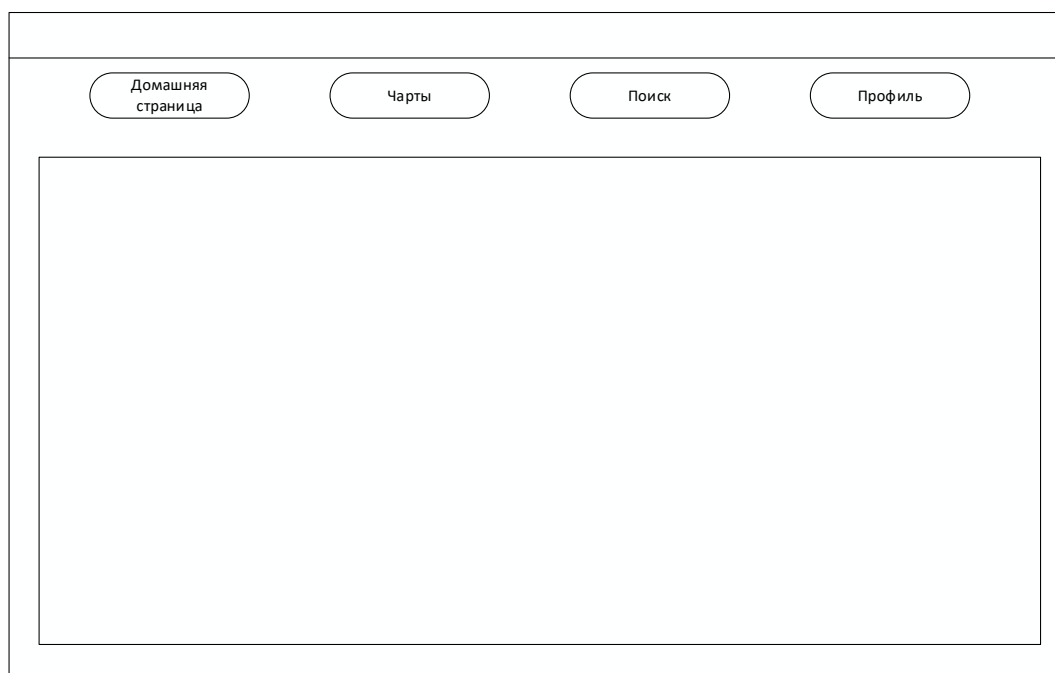 Домашняя
страница
Чарты
Поиск
Профиль